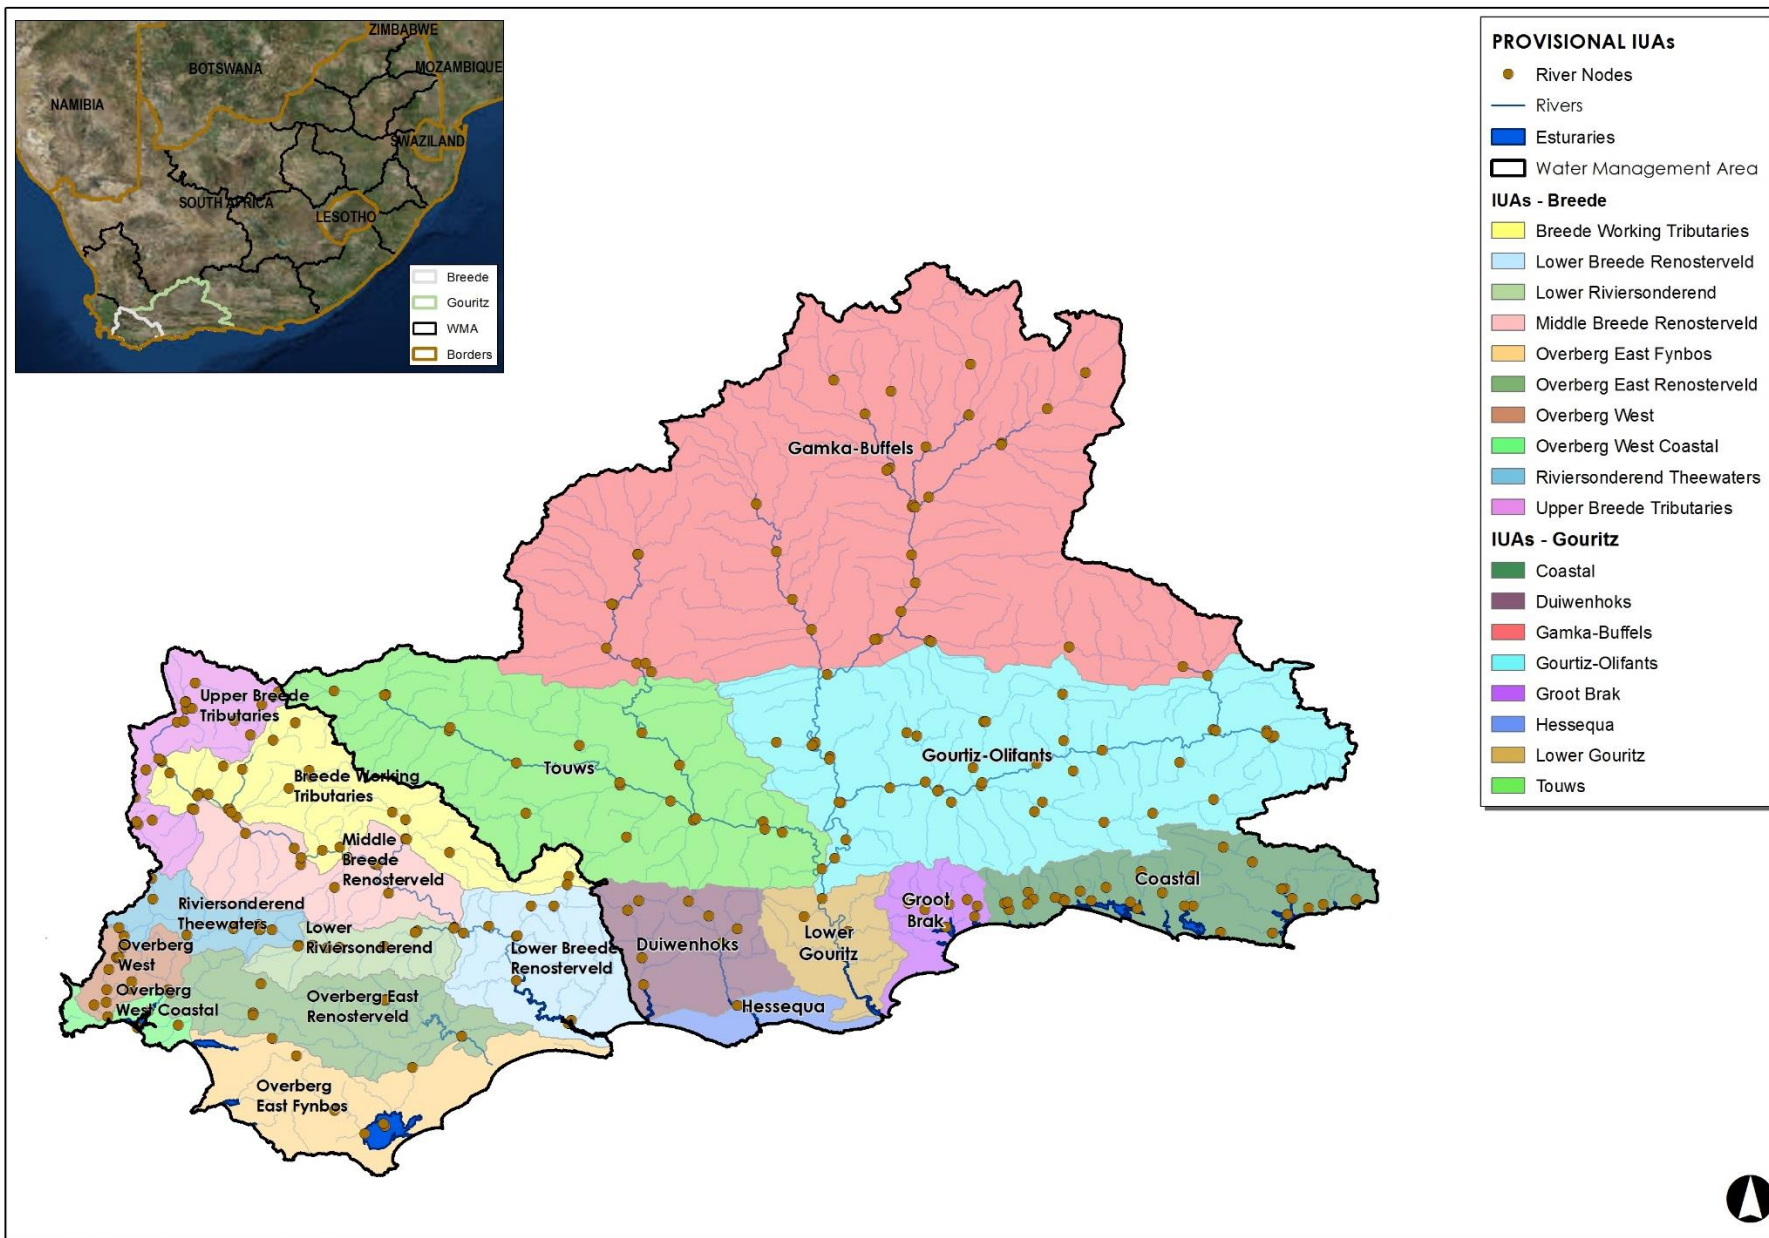 ZIMBABWE
BOTSWANA
MOZAMBIQUE
NAMIBIA
SWAZILAND
SOUTH AFRICA
LESOTHO
Breede
Gouritz
WMA
Borders
PROVISIONAL IUAs
River Nodes
Rivers
Esturaries
Water Management Area
IUAs - Breede
Breede Working Tributaries
Lower Breede Renosterveld
Lower Riviersonderend
Middle Breede Renosterveld
Overberg East Fynbos
Overberg East Renosterveld
Overberg West
Overberg West Coastal
Riviersonderend Theewaters
Upper Breede Tributaries
IUAs - Gouritz
Coastal
Duiwenhoks
Gamka-Buffels
Gourtiz-Olifants
Groot Brak
Hessequa
Lower Gouritz
Touws
Gamka-Buffels
Upper Breede
Tributaries
Breede Working
Tributaries
Touws
Gourtiz-Olifants
Middle
Breede
Renosterveld
Coastal
Riviersonderend
Theewaters
Groot
Brak
Lower
Riviersonderend
Overberg
West
Lower Breede
Renosterveld
Duiwenhoks
Lower
Gouritz
Overberg
West Coastal
Overberg East
Renosterveld
Hessequa
Overberg
East Fynbos